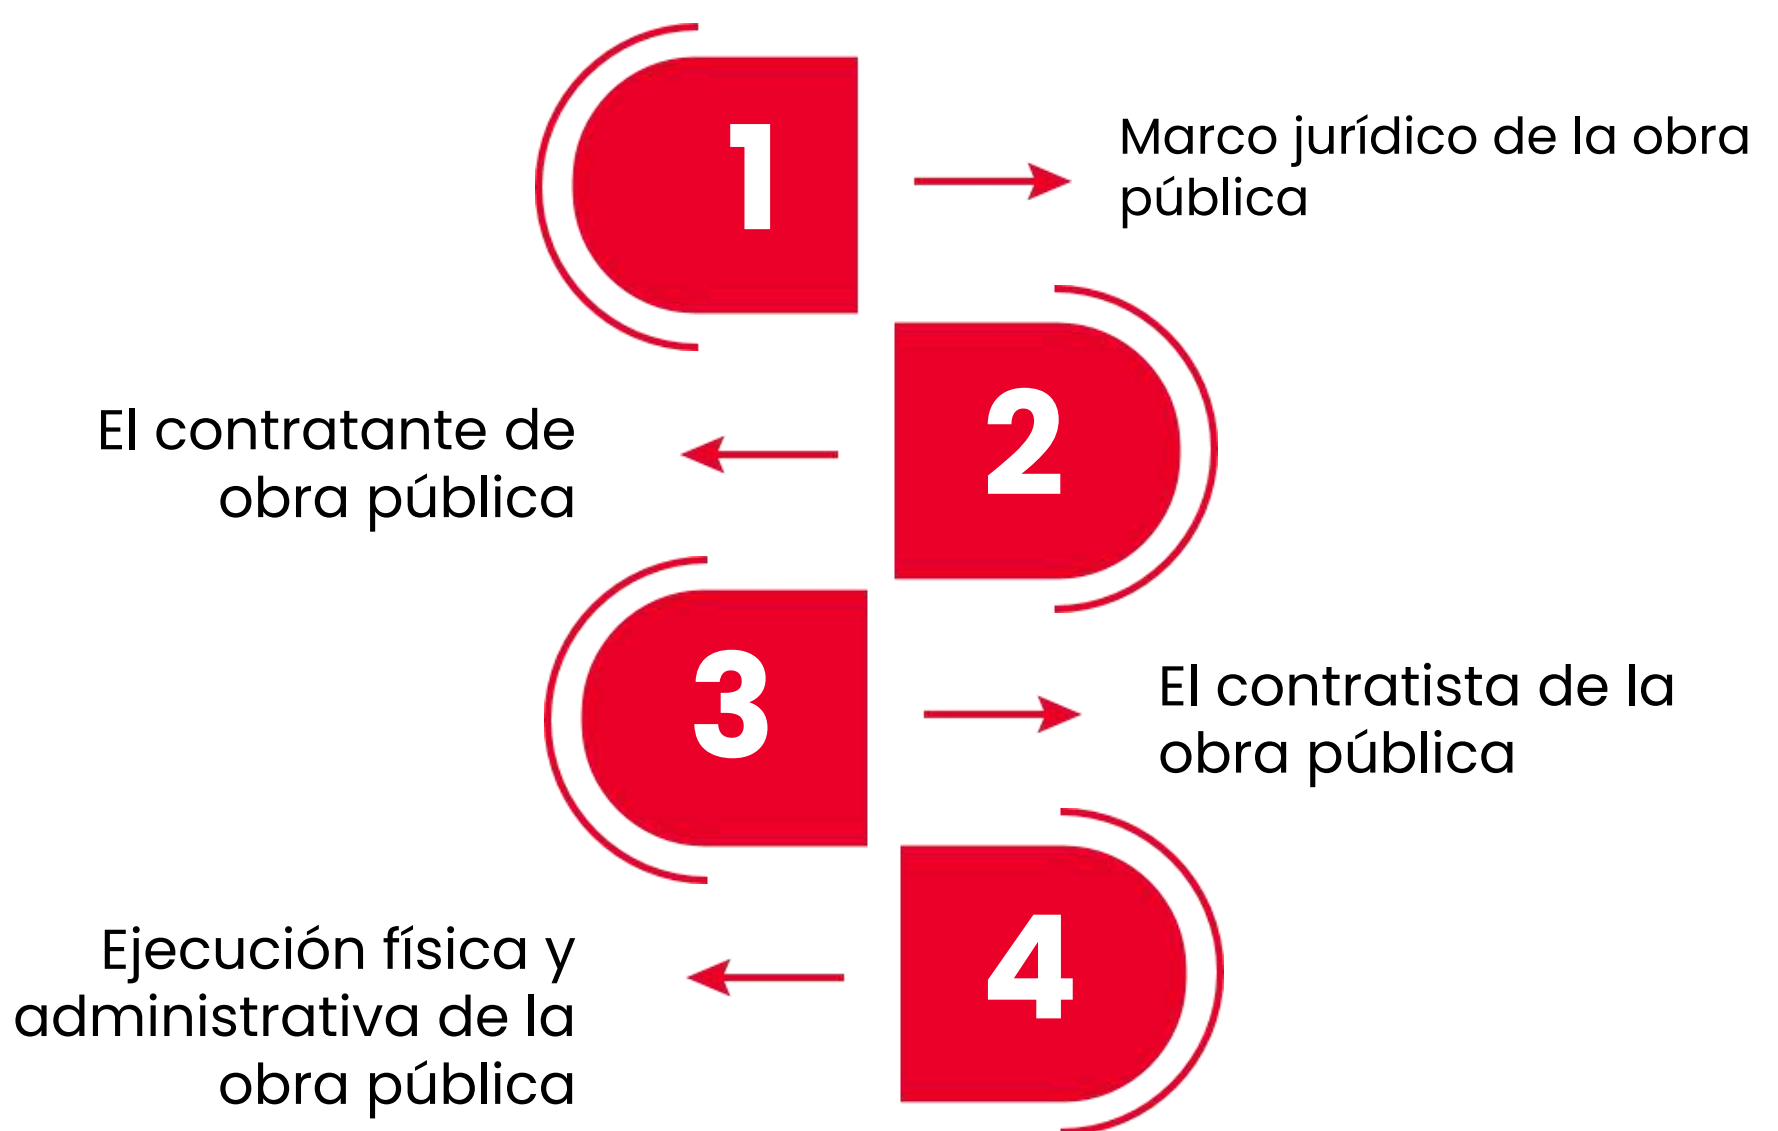 1
Marco jurídico de la obra
pública
2
El contratante de
obra pública
3
El contratista de la
obra pública
4
Ejecución física y
administrativa de la
obra pública